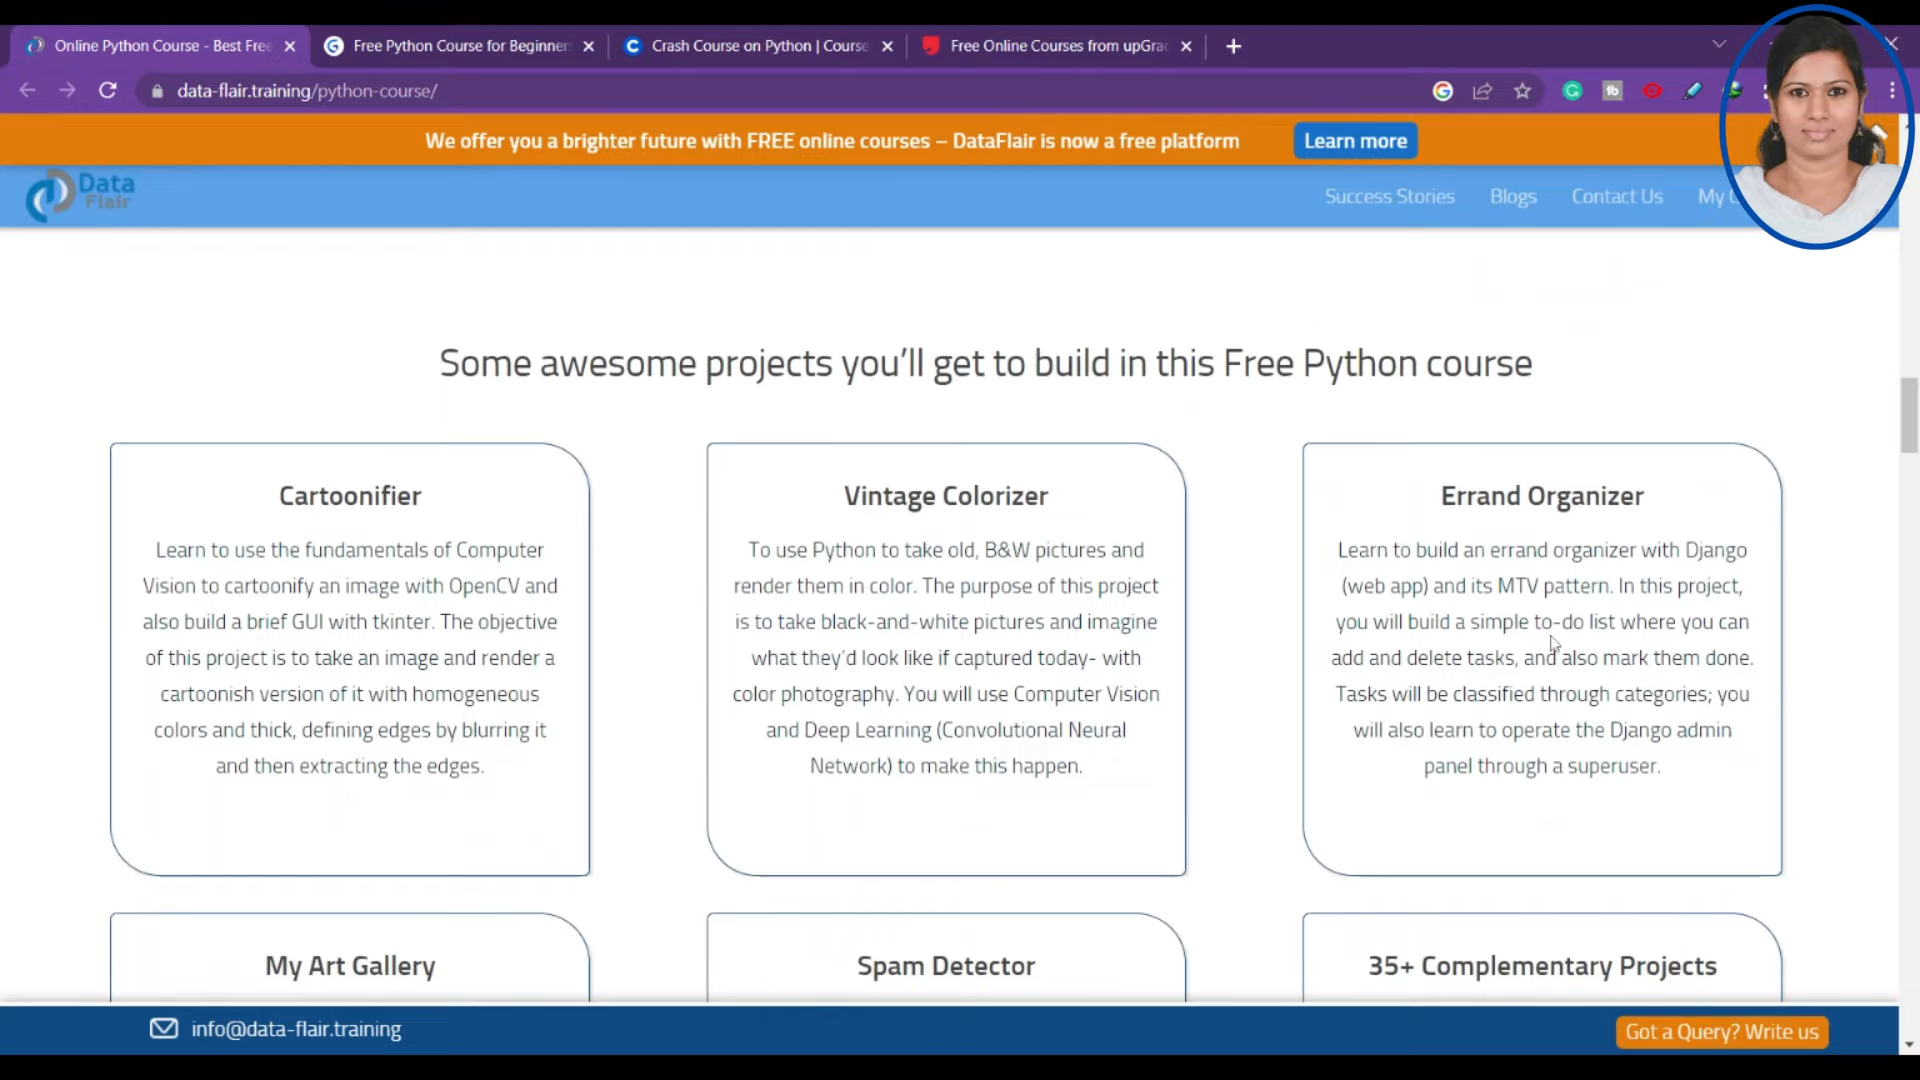 Online Python Course - Best Free
Free Python Course for Beginner
Crash Course on Python | Course
Free Online Courses from upGra
data-flair.training/python-course/
We offer you a brighter future with FREE online courses – DataFlair is now a free platform
Learn more
Data
Flair
Success Stories
Blogs
Contact Us
My
Some awesome projects you’ll get to build in this Free Python course
Cartoonifier
Learn to use the fundamentals of Computer
Vision to cartoonify an image with OpenCV and
also build a brief GUI with tkinter. The objective
of this project is to take an image and render a
cartoonish version of it with homogeneous
colors and thick, defining edges by blurring it
and then extracting the edges.
Vintage Colorizer
To use Python to take old, B&W pictures and
render them in color. The purpose of this project
is to take black-and-white pictures and imagine
what they’d look like if captured today- with
color photography. You will use Computer Vision
and Deep Learning (Convolutional Neural
Network) to make this happen.
Errand Organizer
Learn to build an errand organizer with Django
(web app) and its MTV pattern. In this project,
you will build a simple to-do list where you can
add and delete tasks, and also mark them done.
Tasks will be classified through categories; you
will also learn to operate the Django admin
panel through a superuser.
My Art Gallery
Spam Detector
35+ Complementary Projects
info@data-flair.training
Got a Query? Write us